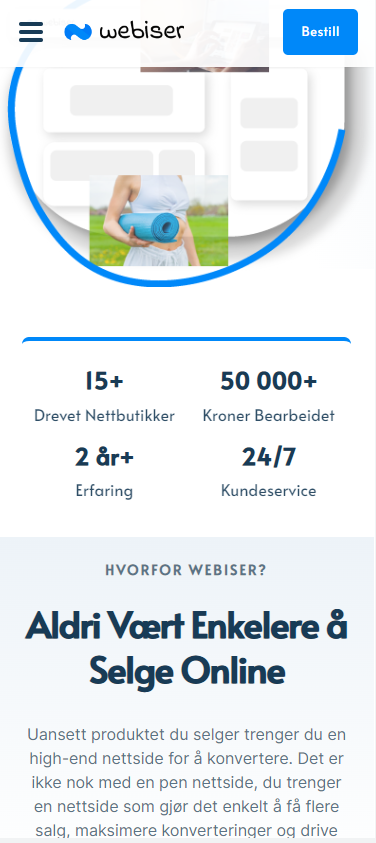 webiser
Bestill
15+
50 000+
Drevet Nettbutikker
Kroner Bearbeidet
2 år+
24/7
Erfaring
Kundeservice
HVORFOR WEBISER?
Aldri Vært Enkelere å
Selge Online
Uansett produktet du selger trenger du en
high-end nettside for å konvertere. Det er
ikke nok med en pen nettside, du trenger
en nettside som gjør det enkelt å få flere
salg, maksimere konverteringer og drive